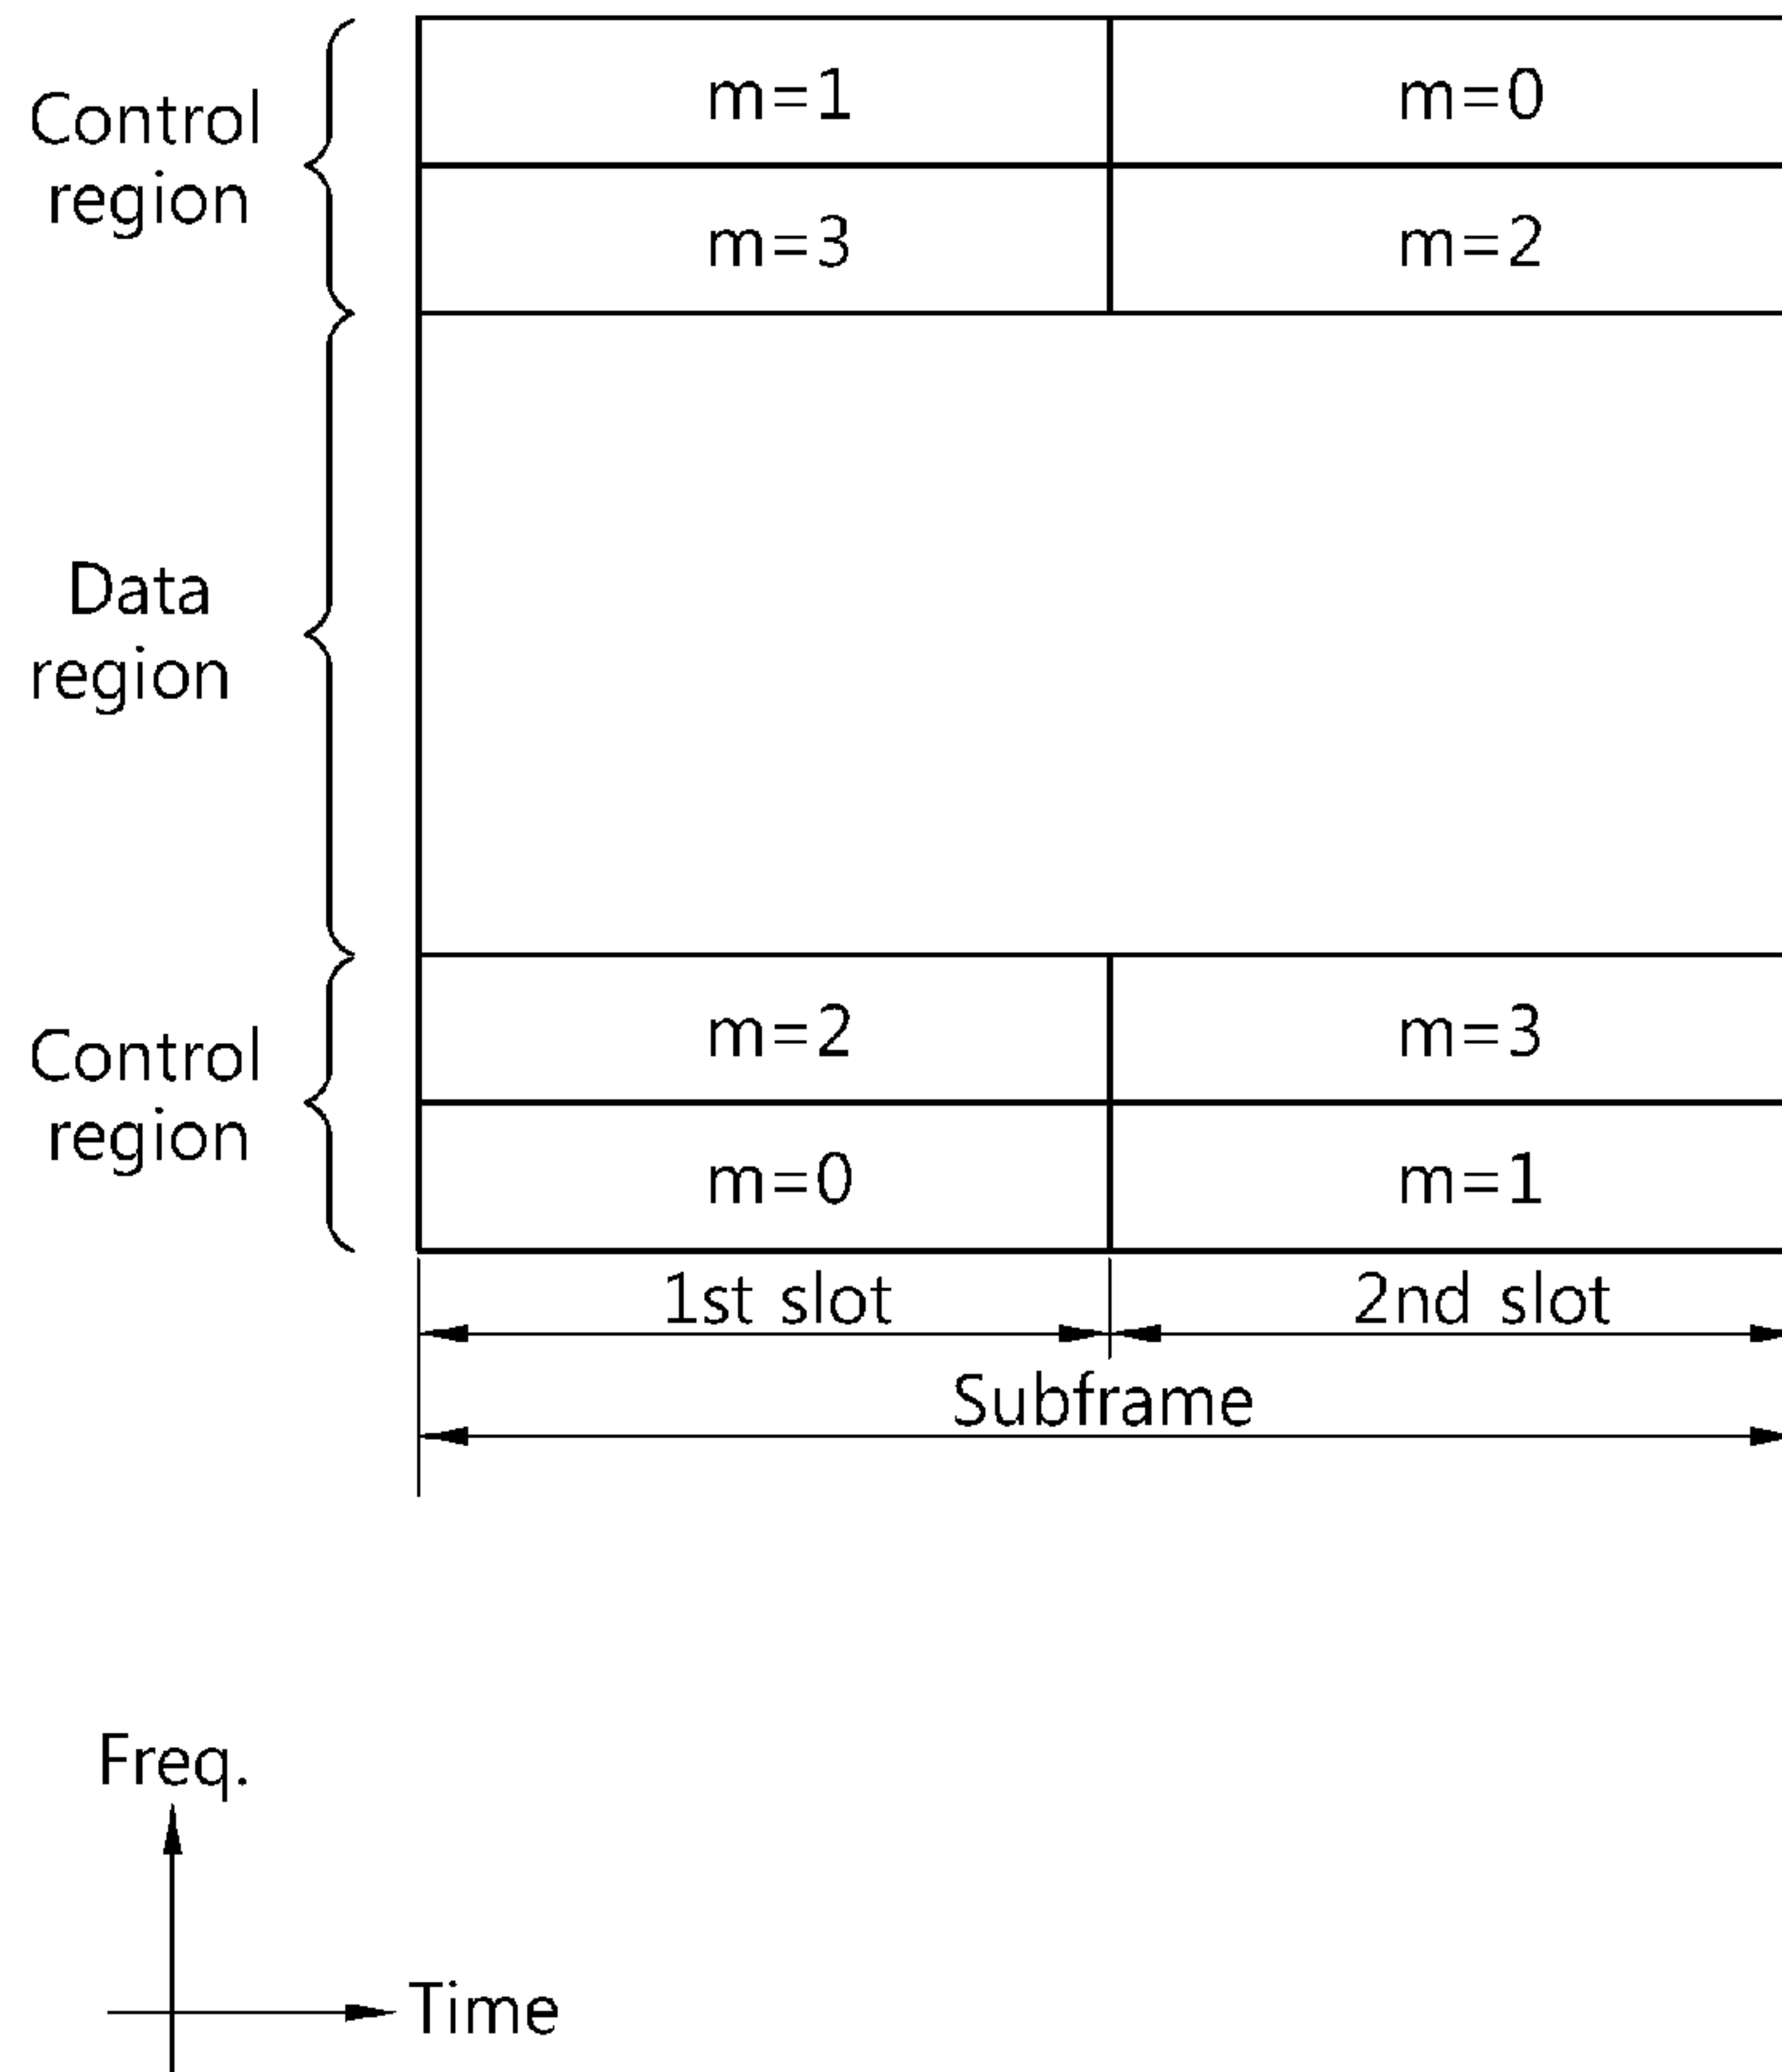 Control
region
m=1
m=0
m=3
m=2
Data
region
Control
region
m=2
m=3
m=0
m=1
1st slot
2nd slot
Subframe
Freq.
Time